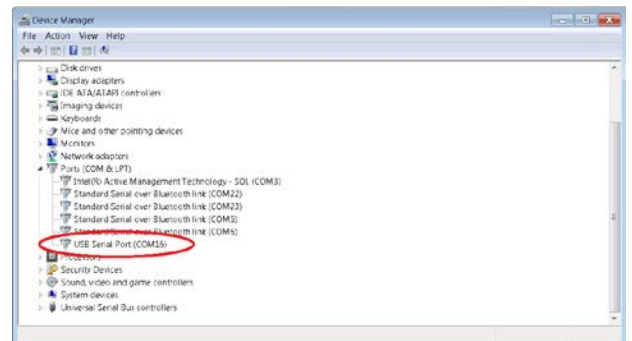 Device Manager
File Action View Help
Disk drives
Display adapters
IDE ATA/ATAPI controllers
Imaging devices
Keyboards
Mice and other pointing devices
Monitors
Network adapters
Ports (COM & LPT)
Intel(R) Active Management Technology - SOL (COM3)
Standard Serial over Bluetooth link (COM22)
Standard Serial over Bluetooth link (COM23)
Standard Serial over Bluetooth link (COM5)
Standard Serial over Bluetooth link (COM6)
USB Serial Port (COM16)
Processors
Security Devices
Sound, video and game controllers
System devices
Universal Serial Bus controllers